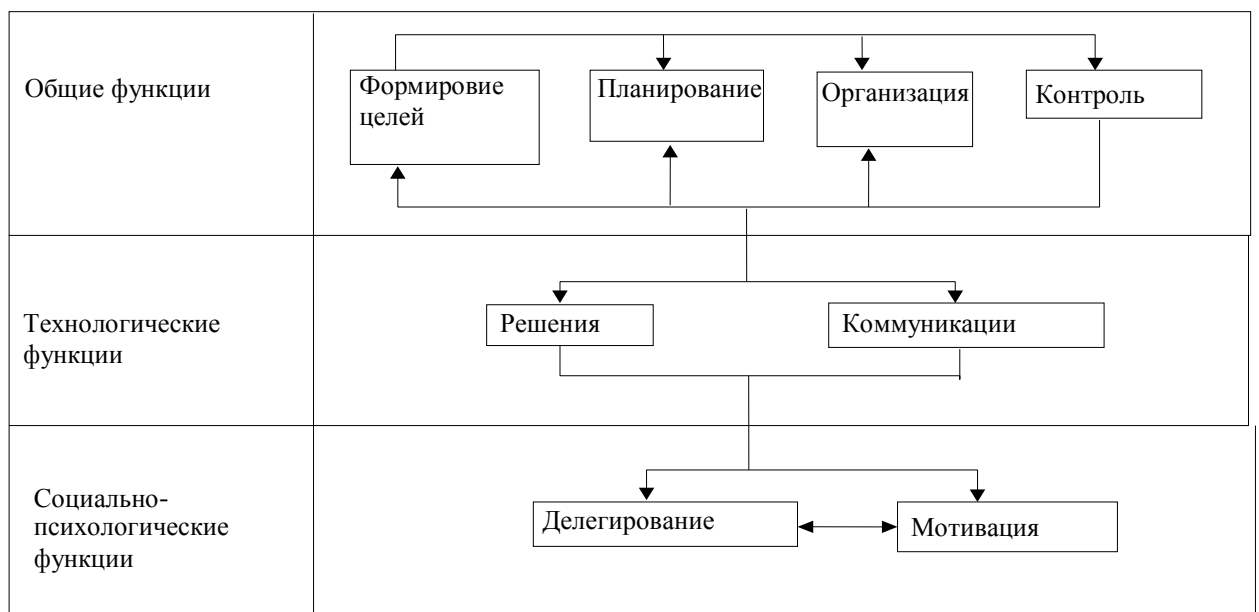 Общие функции
Формировие
целей
Планирование
Организация
Контроль
Технологические
функции
Решения
Коммуникации
Социально-
психологические
функции
Делегирование
Мотивация